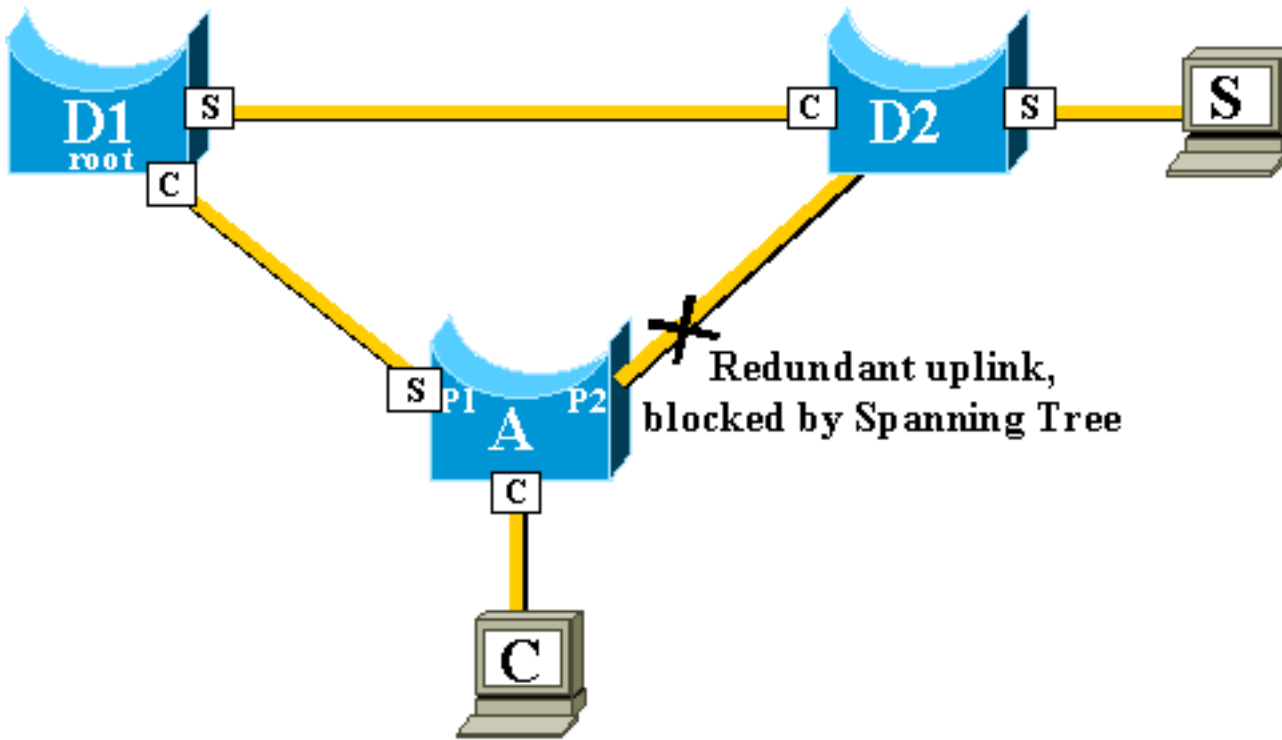 D1
root
S
C
C
D2
S
S
S
P1
P2
A
C
Redundant uplink,
blocked by Spanning Tree
C